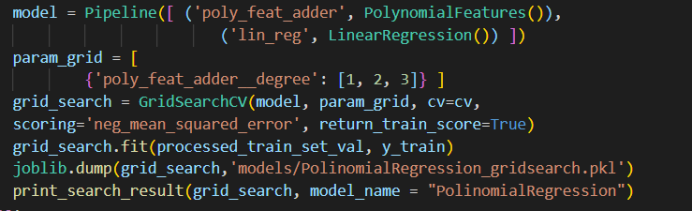 model = Pipeline([ ('poly_feat_adder', PolynomialFeatures()),
('lin_reg', LinearRegression()) ])
param_grid = [
{'poly_feat_adder__degree': [1, 2, 3]} ]
grid_search = GridSearchCV(model, param_grid, cv=cv,
scoring='neg_mean_squared_error', return_train_score=True)
grid_search.fit(processed_train_set_val, y_train)
joblib.dump(grid_search,'models/PolinomialRegression_gridsearch.pkl')
print_search_result(grid_search, model_name = "PolinomialRegression")